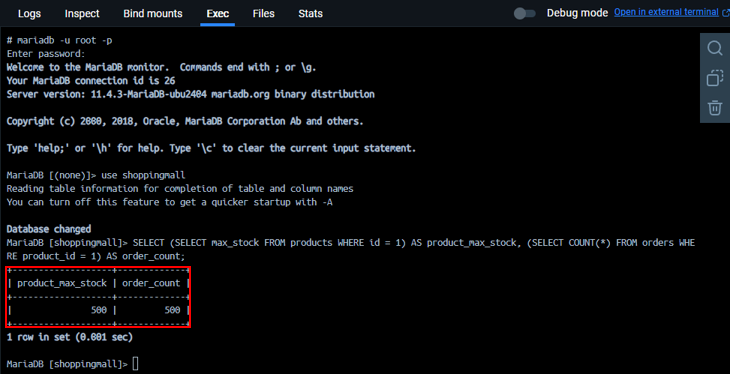 Logs Inspect Bind mounts Exec Files Stats Debug mode Open in external terminal
# mariadb -u root -p
Enter password:
Welcome to the MariaDB monitor.  Commands end with ; or \g.
Your MariaDB connection id is 26
Server version: 11.4.3-MariaDB-ubu2404 mariadb.org binary distribution
Copyright (c) 2000, 2018, Oracle, MariaDB Corporation Ab and others.
Type 'help;' or '\h' for help. Type '\c' to clear the current input statement.
MariaDB [(none)]> use shoppingmall
Reading table information for completion of table and column names
You can turn off this feature to get a quicker startup with -A
Database changed
MariaDB [shoppingmall]> SELECT (SELECT max_stock FROM products WHERE id = 1) AS product_max_stock, (SELECT COUNT(*) FROM orders WHE
RE product_id = 1) AS order_count;
+-------------------+-------------+
| product_max_stock | order_count |
+-------------------+-------------+
|               500 |         500 |
+-------------------+-------------+
1 row in set (0.001 sec)
MariaDB [shoppingmall]>